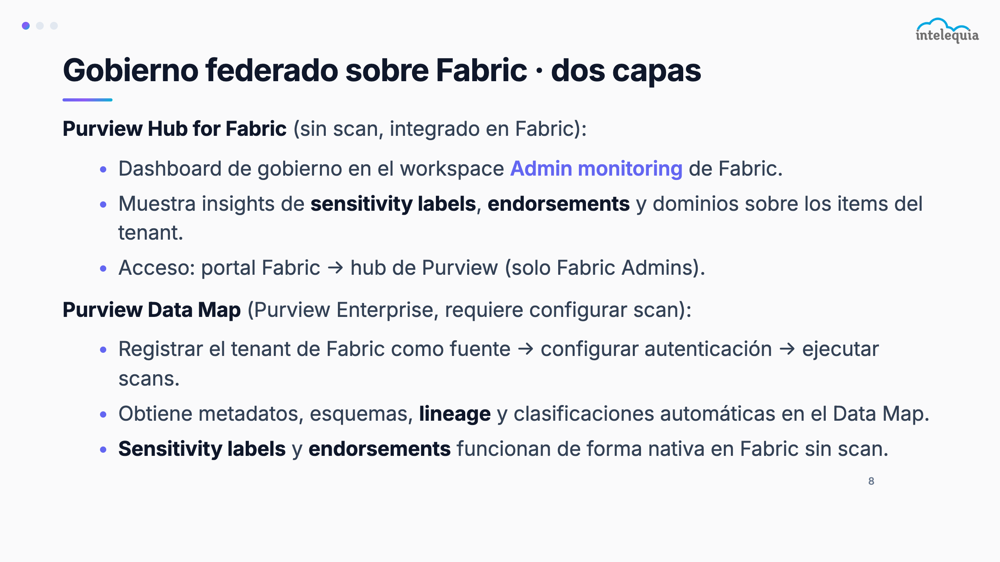 intelequia
Gobierno federado sobre Fabric · dos capas
Purview Hub for Fabric (sin scan, integrado en Fabric):
• Dashboard de gobierno en el workspace Admin monitoring de Fabric.
• Muestra insights de sensitivity labels, endorsements y dominios sobre los items del
tenant.
• Acceso: portal Fabric → hub de Purview (solo Fabric Admins).
Purview Data Map (Purview Enterprise, requiere configurar scan):
• Registrar el tenant de Fabric como fuente → configurar autenticación → ejecutar
scans.
• Obtiene metadatos, esquemas, lineage y clasificaciones automáticas en el Data Map.
• Sensitivity labels y endorsements funcionan de forma nativa en Fabric sin scan.
8